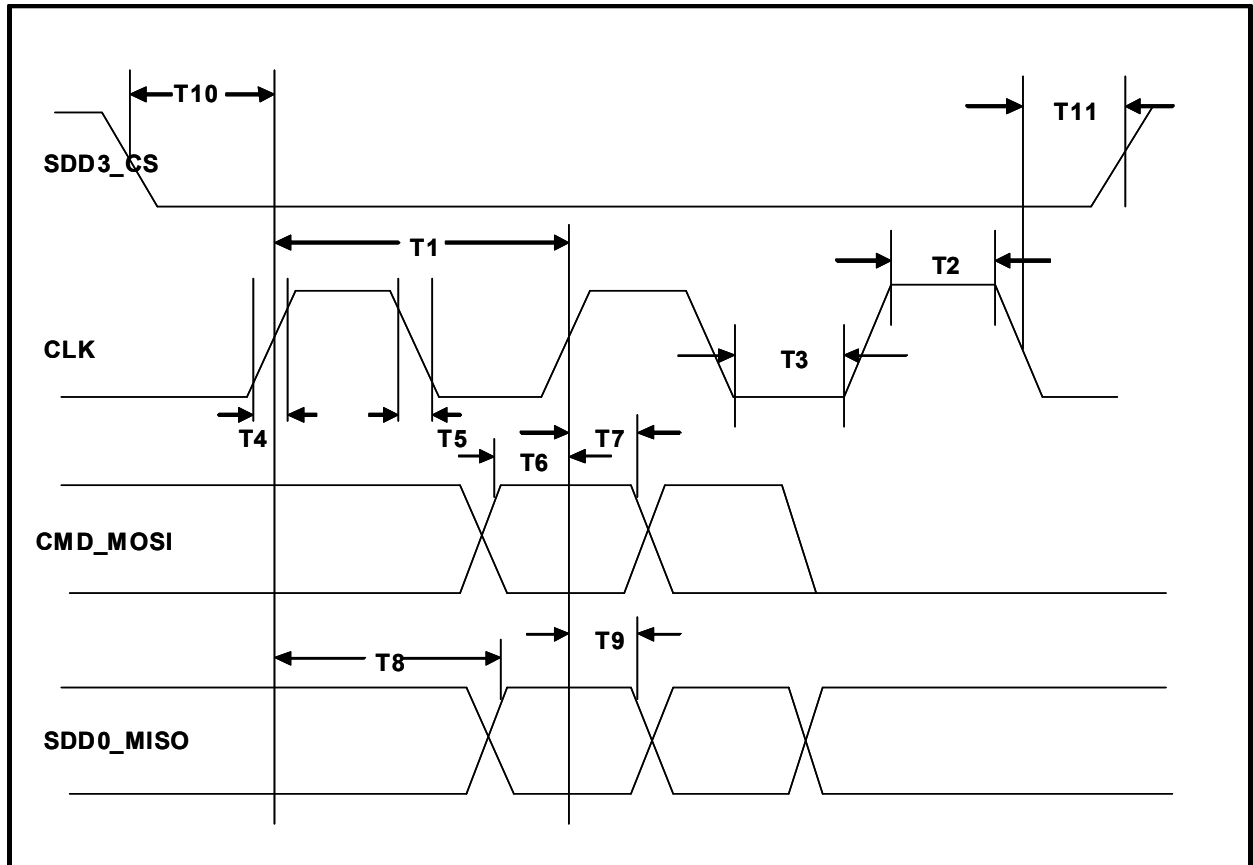 T10
T11
SDD3_CS
T1
T2
CLK
T3
T4
T5
T7
T6
CMD_MOSI
T9
T8
SDD0_MISO